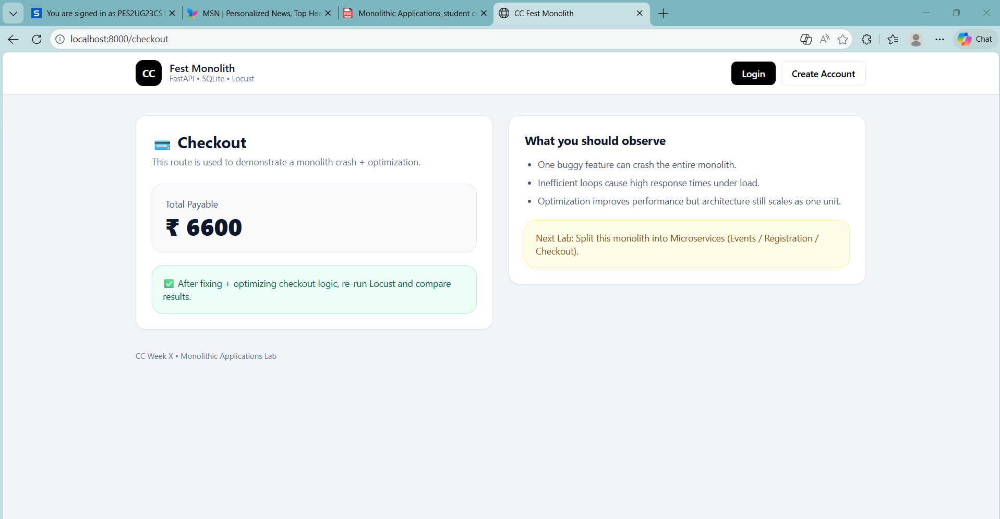 You are signed in as PES2UG23CS1
MSN | Personalized News, Top Hea
PDF
Monolithic Applications_student co
CC Fest Monolith
localhost:8000/checkout
Chat
CC
Fest Monolith
FastAPI • SQLite • Locust
Login
Create Account
Checkout
This route is used to demonstrate a monolith crash + optimization.
Total Payable
₹ 6600
✅ After fixing + optimizing checkout logic, re-run Locust and compare
results.
What you should observe
• One buggy feature can crash the entire monolith.
• Inefficient loops cause high response times under load.
• Optimization improves performance but architecture still scales as one unit.
Next Lab: Split this monolith into Microservices (Events / Registration /
Checkout).
CC Week X • Monolithic Applications Lab